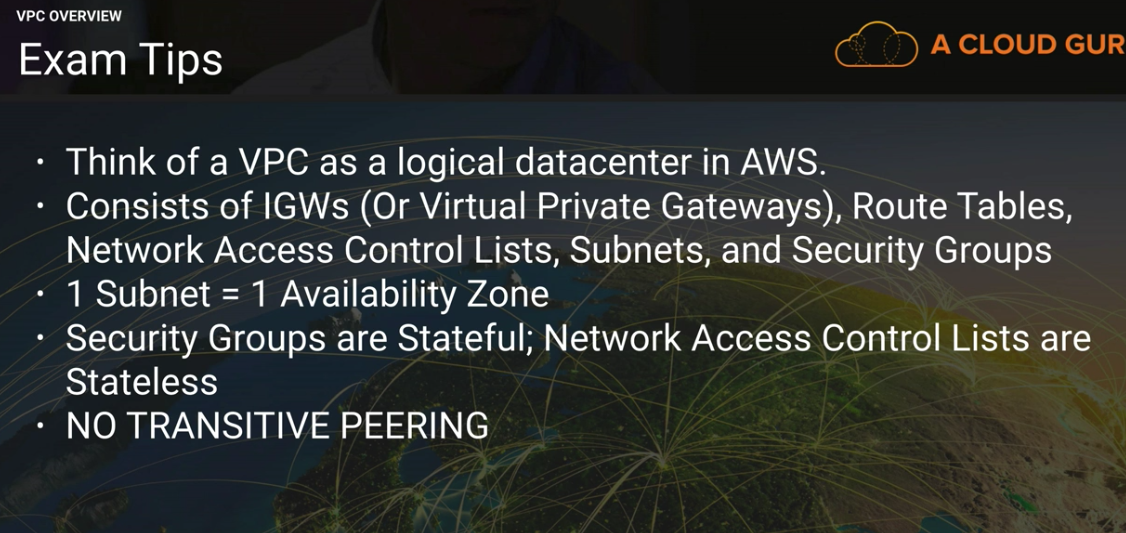 VPC OVERVIEW
Exam Tips
A CLOUD GUR
• Think of a VPC as a logical datacenter in AWS.
• Consists of IGWs (Or Virtual Private Gateways), Route Tables,
Network Access Control Lists, Subnets, and Security Groups
• 1 Subnet = 1 Availability Zone
• Security Groups are Stateful; Network Access Control Lists are
Stateless
• NO TRANSITIVE PEERING